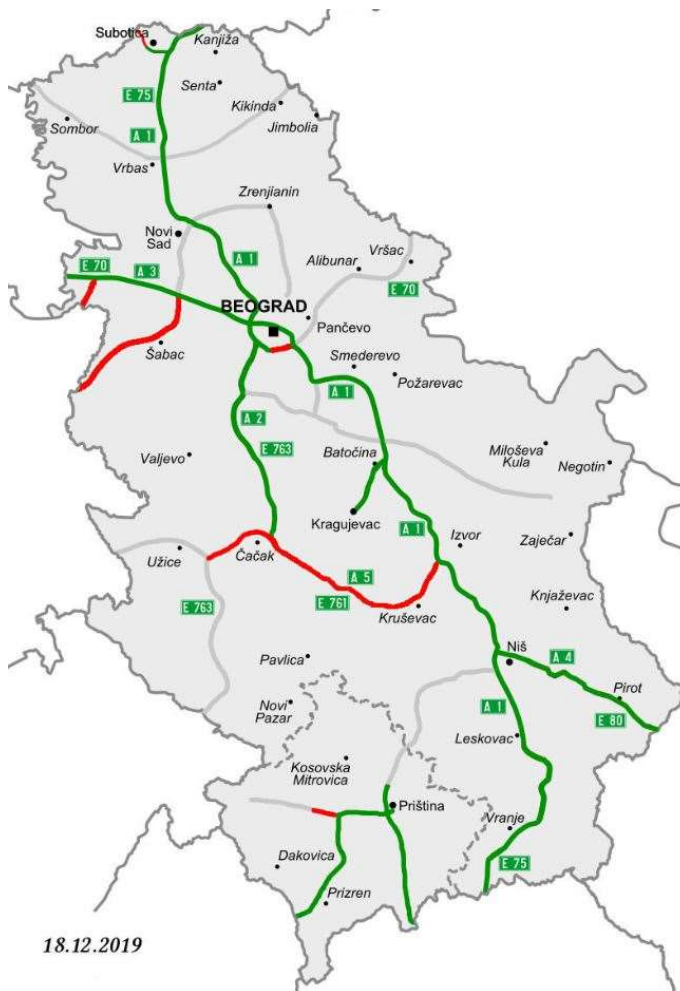 Subotica
Kanjiža
E 75
Senta
Kikinda
Jimbolia
Sombor
A 1
Vrbas
Zrenjianin
Novi
Sad
A 1
Vršac
Alibunar
E 70
A 3
E 70
BEOGRAD
Pančevo
Šabac
Smederevo
Požarevac
A 1
A 2
E 763
Miloševa
Kula
Valjevo
Batočina
Negotin
Kragujevac
A 1
Izvor
Zaječar
Užice
Čačak
A 5
E 761
E 763
Kruševac
Knjaževac
Niš
A 4
Pavlica
Pirot
Novi
Pazar
A 1
E 80
Leskovac
Kosovska
Mitrovica
Priština
Vranje
Dakovica
E 75
Prizren
18.12.2019